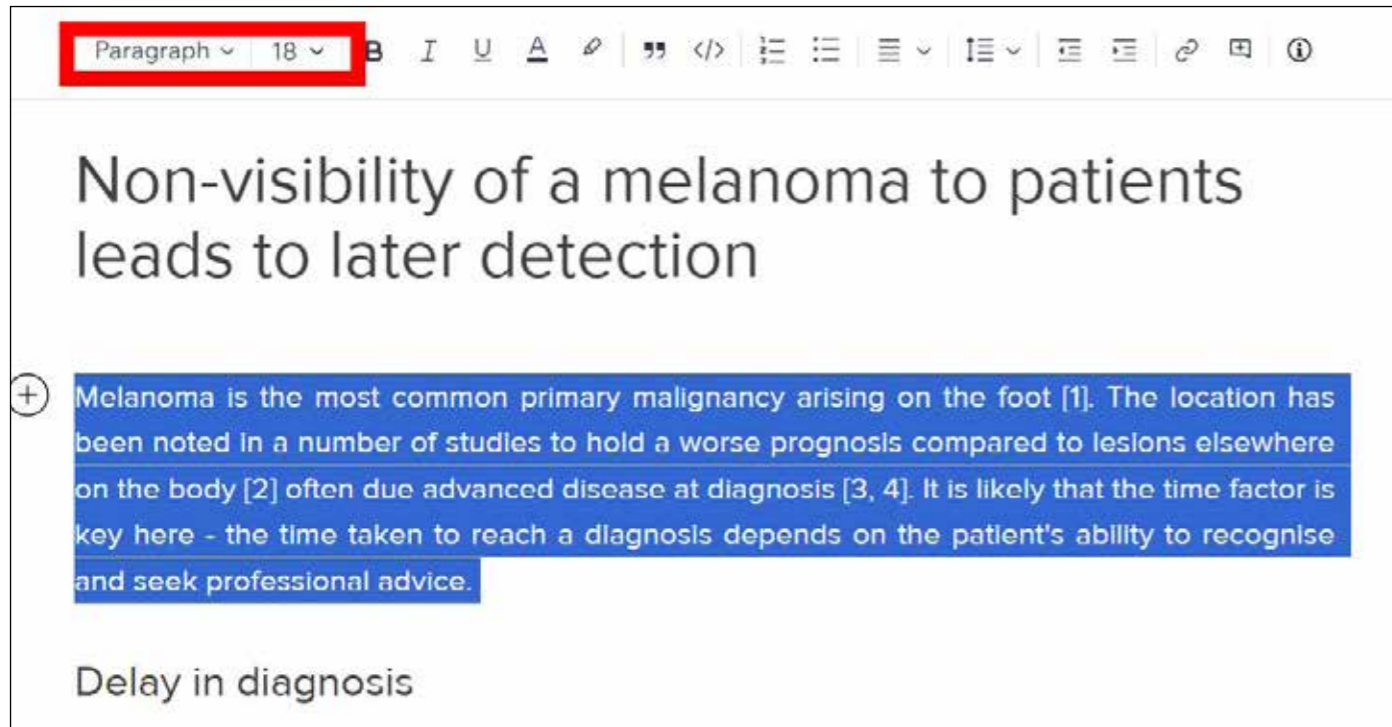 Paragraph 18 B I U A </>
Non-visibility of a melanoma to patients
leads to later detection
Melanoma is the most common primary malignancy arising on the foot [1]. The location has
been noted in a number of studies to hold a worse prognosis compared to lesions elsewhere
on the body [2] often due advanced disease at diagnosis [3, 4]. It is likely that the time factor is
key here - the time taken to reach a diagnosis depends on the patient's ability to recognise
and seek professional advice.
Delay in diagnosis